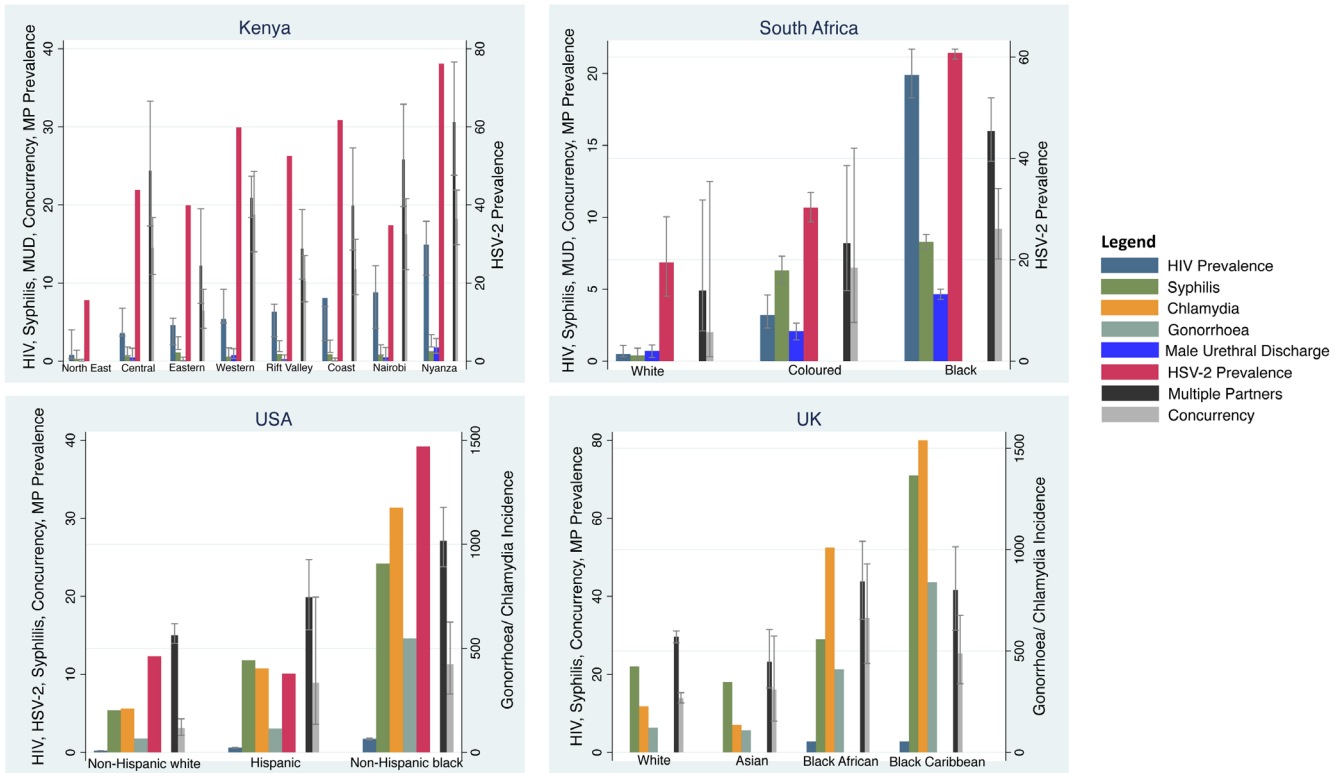 Kenya
HIV, Syphilis, MUD, Concurrency, MP Prevalence
40
30
20
10
0
80
60
40
20
0
HSV-2 Prevalence
North East Central Eastern Western Rift Valley Coast Nairobi Nyanza
South Africa
HIV, Syphilis, MUD, Concurrency, MP Prevalence
20
15
10
5
0
60
40
20
0
HSV-2 Prevalence
White Coloured Black
Legend
HIV Prevalence
Syphilis
Chlamydia
Gonorrhoea
Male Urethral Discharge
HSV-2 Prevalence
Multiple Partners
Concurrency
USA
HIV, HSV-2, Syphlilis, Concurrency, MP Prevalence
40
30
20
10
0
1500
1000
500
0
Gonorrhoea/ Chlamydia Incidence
Non-Hispanic white Hispanic Non-Hispanic black
UK
HIV, Syphilis, Concurrency, MP Prevalence
80
60
40
20
0
1500
1000
500
0
Gonorrhoea/ Chlamydia Incidence
White Asian Black African Black Caribbean